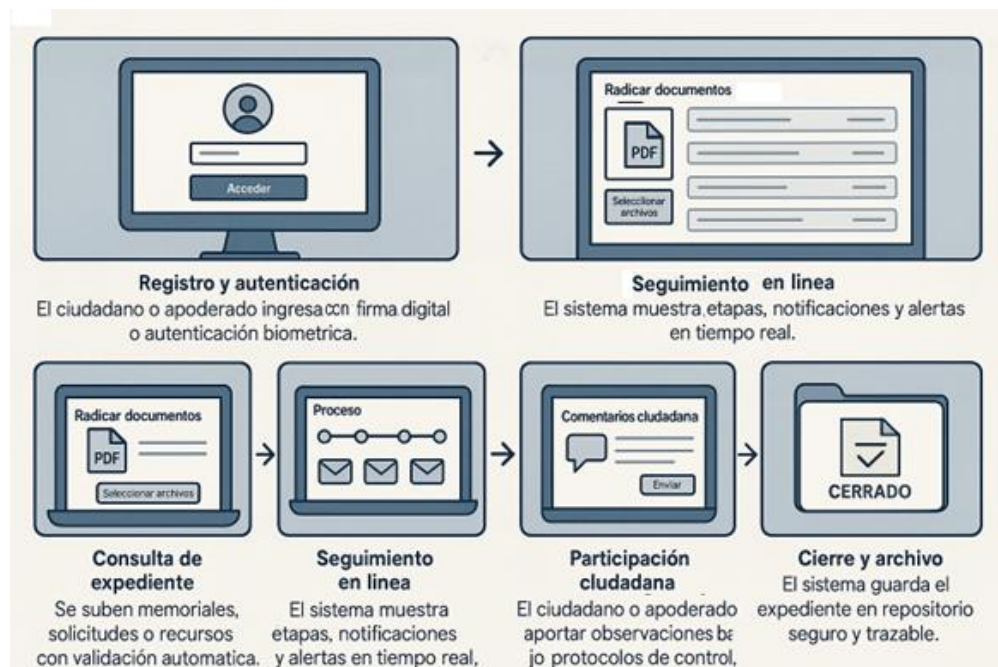 Acceder
Radicar documentos
PDF
Seleccionar
archivos
Registro y autenticación
El ciudadano o apoderado ingresa ccn firma digital
o autenticación biometrica.
Seguimiento en linea
El sistema muestra etapas, notificaciones y alertas
en tiempo real.
Radicar documentos
PDF
Seleccionar archivos
Proceso
Comentarios ciudadana
Enviar
CERRADO
Consulta de
expediente
Se suben memoriales,
solicitudes o recursos
con validación automatica.
Seguimiento
en linea
El sistema muestra
etapas, notificaciones
y alertas en tiempo real,
Participación
cludadana
El ciudadano o apoderado
aportar observaciones ba
jo protocolos de control,
Cierre y archivo
El sistema guarda el
expediente en repositorio
seguro y trazable.